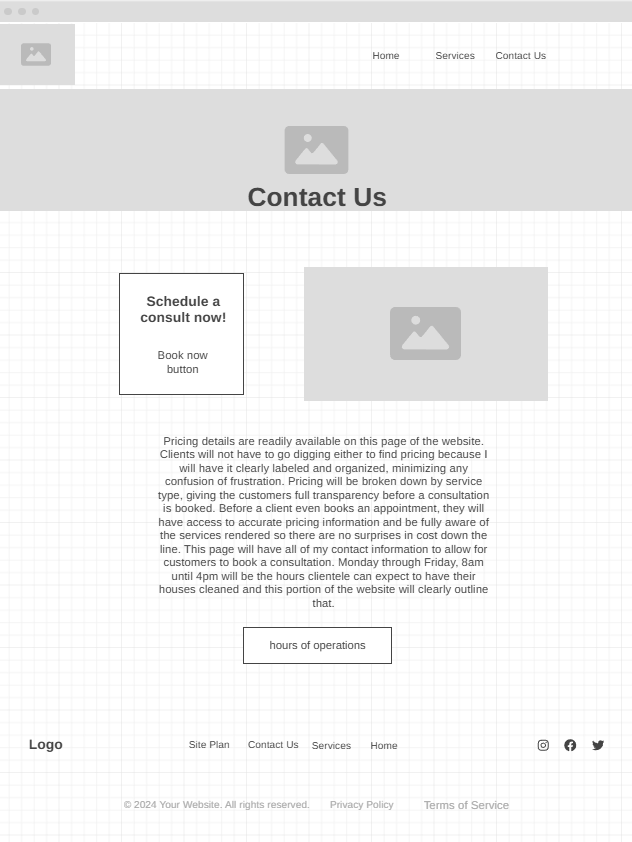 Home Services Contact Us
Contact Us
Schedule a
consult now!
Book now
button
Pricing details are readily available on this page of the website.
Clients will not have to go digging either to find pricing because I
will have it clearly labeled and organized, minimizing any
confusion of frustration. Pricing will be broken down by service
type, giving the customers full transparency before a consultation
is booked. Before a client even books an appointment, they will
have access to accurate pricing information and be fully aware of
the services rendered so there are no surprises in cost down the
line. This page will have all of my contact information to allow for
customers to book a consultation. Monday through Friday, 8am
until 4pm will be the hours clientele can expect to have their
houses cleaned and this portion of the website will clearly outline
that.
hours of operations
Logo Site Plan Contact Us Services Home
© 2024 Your Website. All rights reserved. Privacy Policy Terms of Service